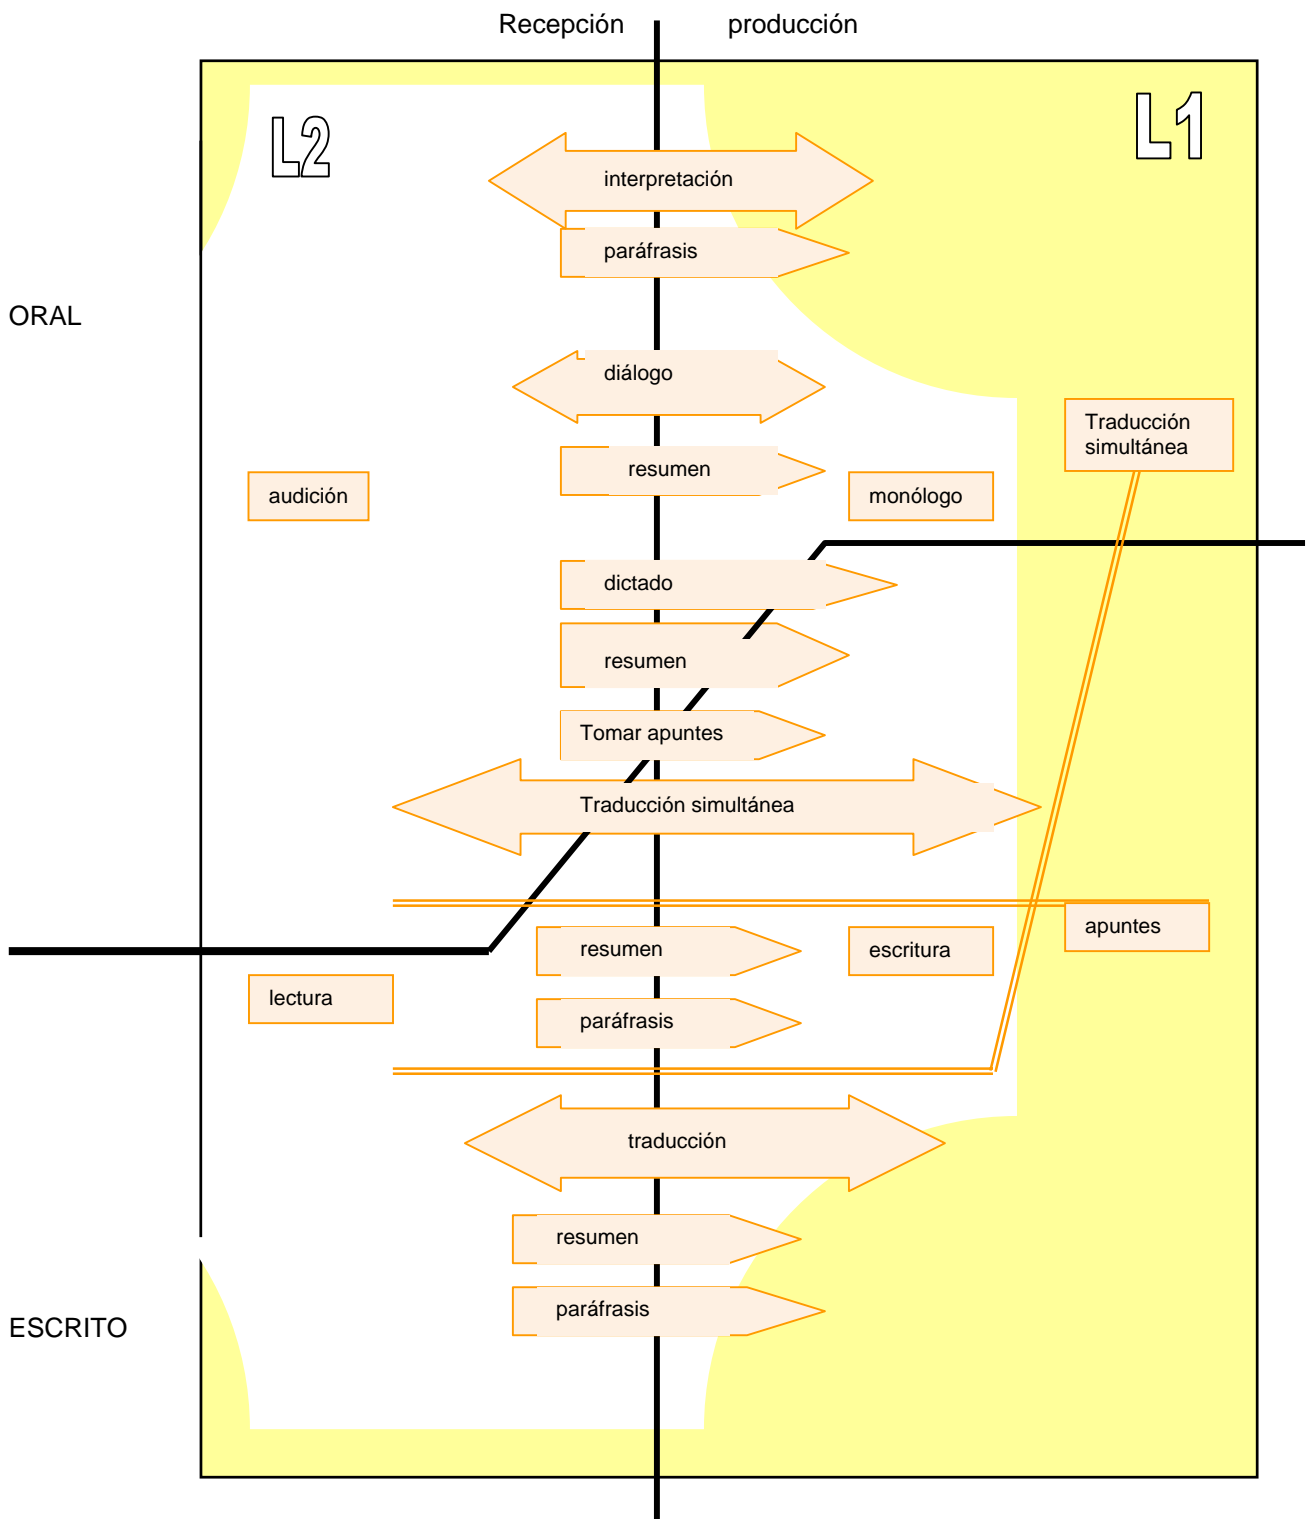 Recepción
producción
L2
L1
interpretación
paráfrasis
ORAL
diálogo
Traducción
simultánea
resumen
audición
monólogo
dictado
resumen
Tomar apuntes
Traducción simultánea
apuntes
resumen
escritura
lectura
paráfrasis
traducción
resumen
paráfrasis
ESCRITO